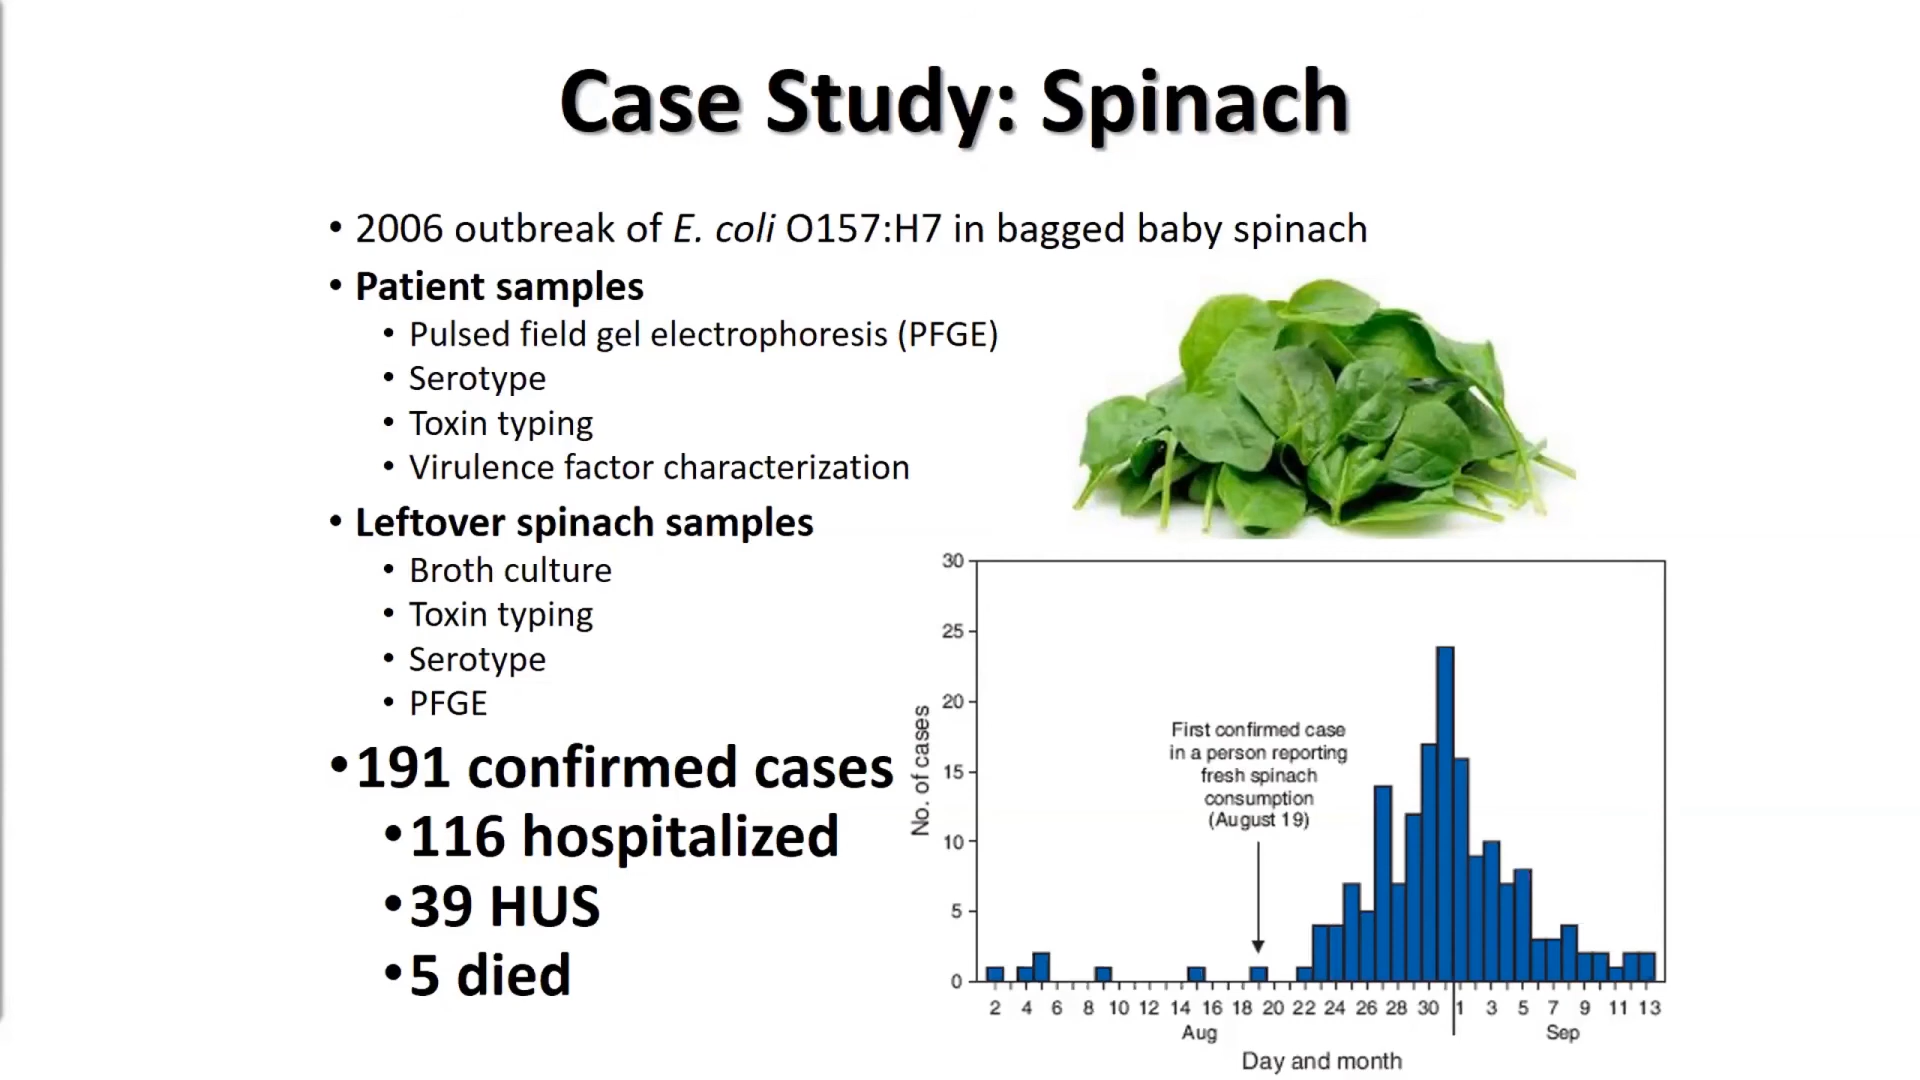 Case Study: Spinach
• 2006 outbreak of E. coli O157:H7 in bagged baby spinach
• Patient samples
• Pulsed field gel electrophoresis (PFGE)
• Serotype
• Toxin typing
• Virulence factor characterization
• Leftover spinach samples
• Broth culture
• Toxin typing
• Serotype
• PFGE
• 191 confirmed cases
• 116 hospitalized
• 39 HUS
• 5 died
30
25
20
15
10
5
0
No. of cases
First confirmed case
in a person reporting
fresh spinach
consumption
(August 19)
2 4 6 8 10 12 14 16 18 20 22 24 26 28 30 1 3 5 7 9 11 13
Aug Sep
Day and month